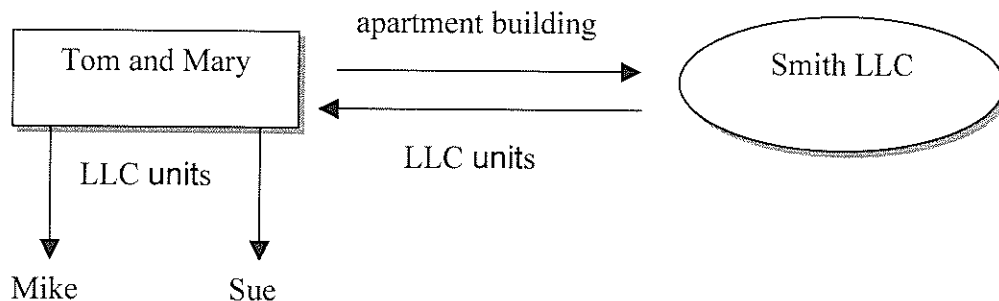 apartment building
Tom and Mary
Smith LLC
LLC units
LLC units
Mike
Sue